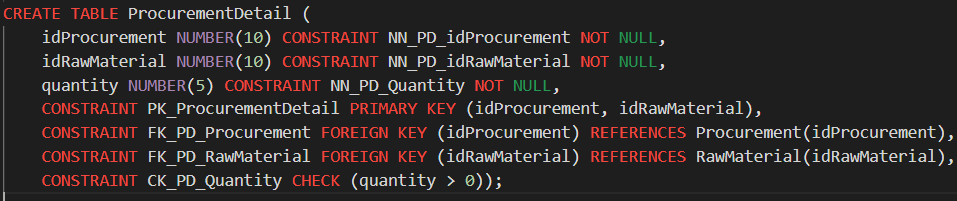 CREATE TABLE ProcurementDetail (
    idProcurement NUMBER(10) CONSTRAINT NN_PD_idProcurement NOT NULL,
    idRawMaterial NUMBER(10) CONSTRAINT NN_PD_idRawMaterial NOT NULL,
    quantity NUMBER(5) CONSTRAINT NN_PD_Quantity NOT NULL,
    CONSTRAINT PK_ProcurementDetail PRIMARY KEY (idProcurement, idRawMaterial),
    CONSTRAINT FK_PD_Procurement FOREIGN KEY (idProcurement) REFERENCES Procurement(idProcurement),
    CONSTRAINT FK_PD_RawMaterial FOREIGN KEY (idRawMaterial) REFERENCES RawMaterial(idRawMaterial),
    CONSTRAINT CK_PD_Quantity CHECK (quantity > 0));